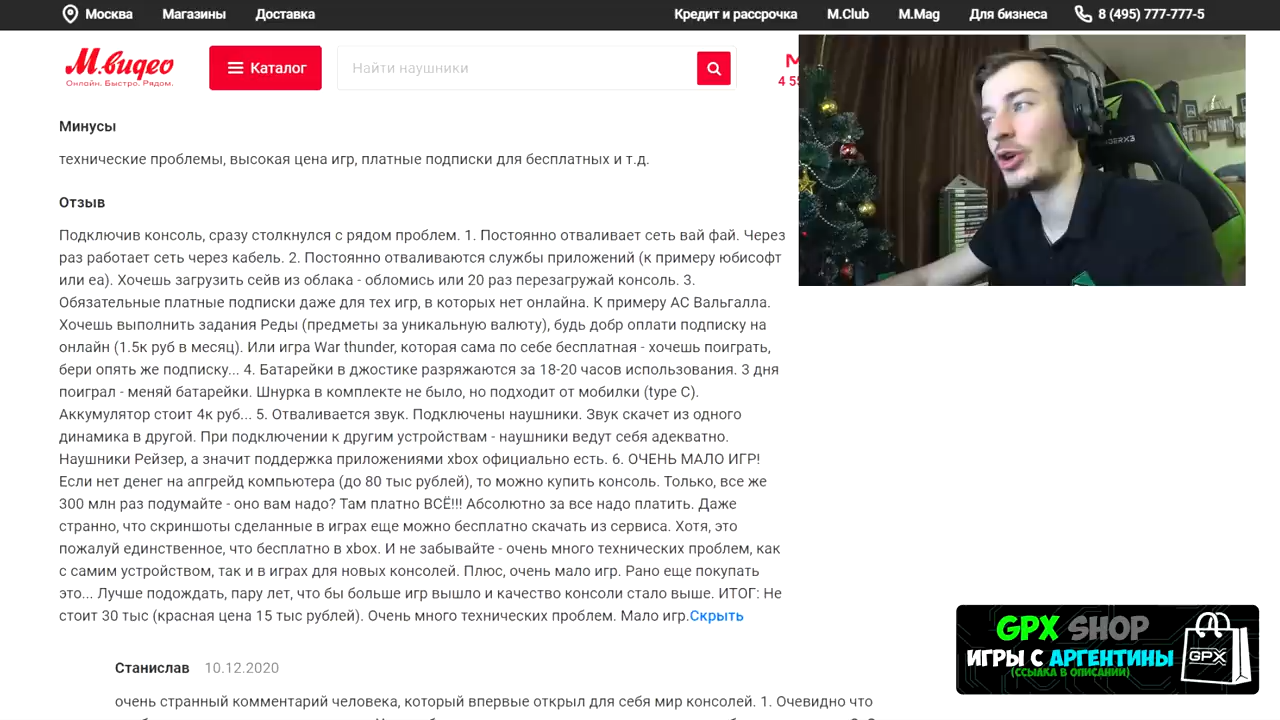 Москва Магазины Доставка Кредит и рассрочка M.Club M.Mag Для бизнеса 8 (495) 777-777-5
М.видео
Онлайн. Быстро. Рядом.
Каталог
Найти наушники
Минусы
технические проблемы, высокая цена игр, платные подписки для бесплатных и т.д.
Отзыв
Подключив консоль, сразу столкнулся с рядом проблем. 1. Постоянно отваливает сеть вай фай. Через
раз работает сеть через кабель. 2. Постоянно отваливаются службы приложений (к примеру юбисофт
или еа). Хочешь загрузить сейв из облака - обломись или 20 раз перезагружай консоль. 3.
Обязательные платные подписки даже для тех игр, в которых нет онлайна. К примеру АС Вальгалла.
Хочешь выполнить задания Реды (предметы за уникальную валюту), будь добр оплати подписку на
онлайн (1.5к руб в месяц). Или игра War thunder, которая сама по себе бесплатная - хочешь поиграть,
бери опять же подписку... 4. Батарейки в джостике разряжаются за 18-20 часов использования. 3 дня
поиграл - меняй батарейки. Шнурка в комплекте не было, но подходит от мобилки (type C).
Аккумулятор стоит 4к руб... 5. Отваливается звук. Подключены наушники. Звук скачет из одного
динамика в другой. При подключении к другим устройствам - наушники ведут себя адекватно.
Наушники Рейзер, а значит поддержка приложениями xbox официально есть. 6. ОЧЕНЬ МАЛО ИГР!
Если нет денег на апгрейд компьютера (до 80 тыс рублей), то можно купить консоль. Только, все же
300 млн раз подумайте - оно вам надо? Там платно ВСЁ!!! Абсолютно за все надо платить. Даже
странно, что скриншоты сделанные в играх еще можно бесплатно скачать из сервиса. Хотя, это
пожалуй единственное, что бесплатно в xbox. И не забывайте - очень много технических проблем, как
с самим устройством, так и в играх для новых консолей. Плюс, очень мало игр. Рано еще покупать
это... Лучше подождать, пару лет, что бы больше игр вышло и качество консоли стало выше. ИТОГ: Не
стоит 30 тыс (красная цена 15 тыс рублей). Очень много технических проблем. Мало игр.Скрыть
GPX SHOP
ИГРЫ С АРГЕНТИНЫ
(ССЫЛКА В ОПИСАНИИ)
GPX
Станислав 10.12.2020
очень странный комментарий человека, который впервые открыл для себя мир консолей. 1. Очевидно что